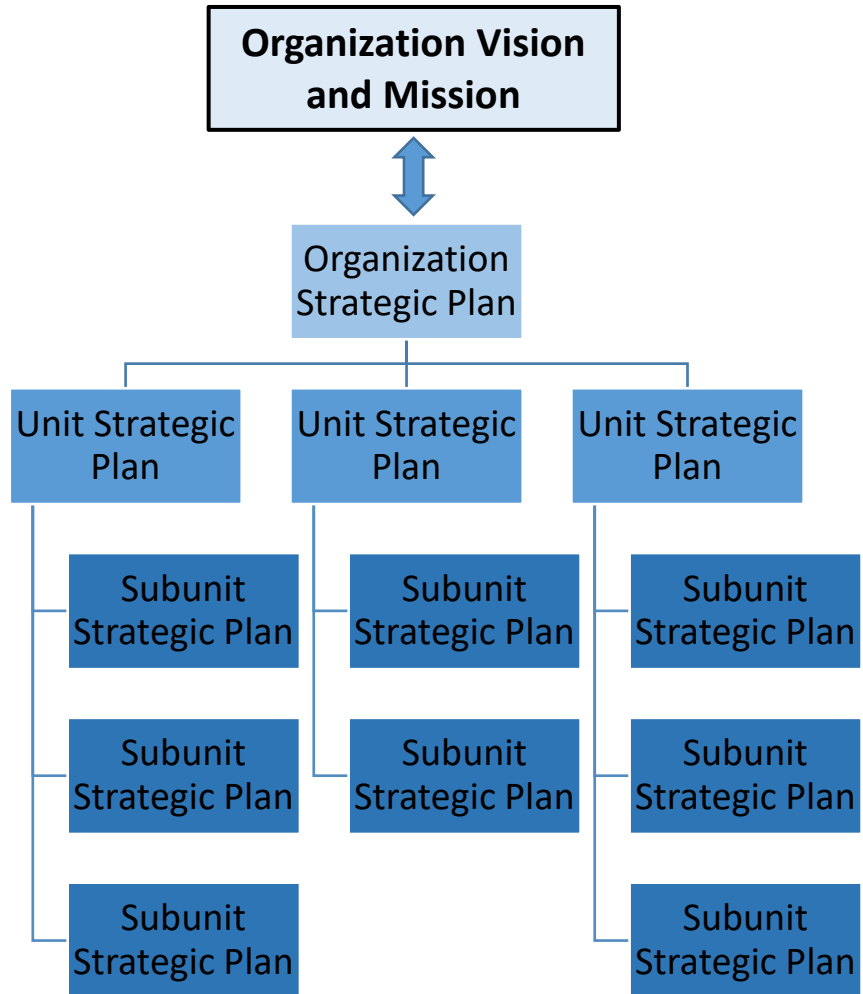 Organization Vision
and Mission
Organization
Strategic Plan
Unit Strategic
Plan
Unit Strategic
Plan
Unit Strategic
Plan
Subunit
Strategic Plan
Subunit
Strategic Plan
Subunit
Strategic Plan
Subunit
Strategic Plan
Subunit
Strategic Plan
Subunit
Strategic Plan
Subunit
Strategic Plan
Subunit
Strategic Plan